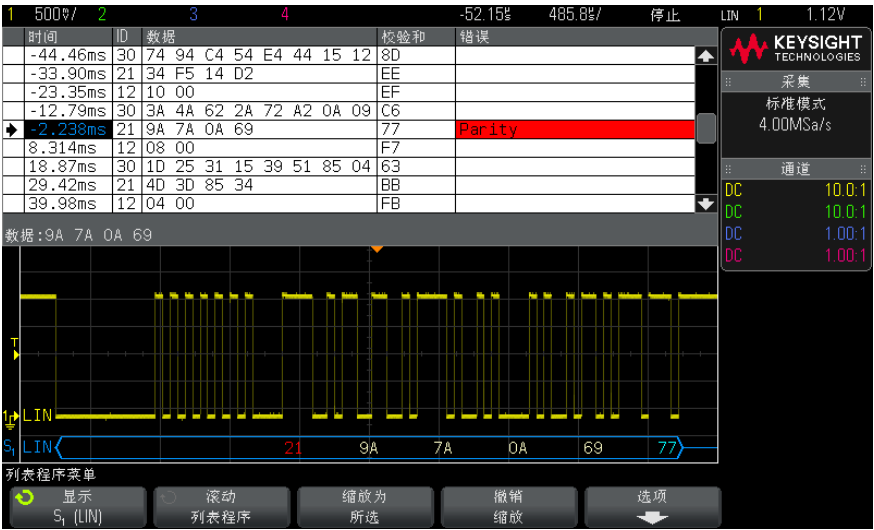 1 500⅟/ 2 3 4 -52.15⅟ 485.8⅟/ 停止 LIN 1 1.12V
时间 ID 数据 校验和 错误
-44.46ms 30 74 94 C4 54 E4 44 15 12 8D
-33.90ms 21 34 F5 14 D2 EE
-23.35ms 12 10 00 EF
-12.79ms 30 3A 4A 62 2A 72 A2 0A 09 C6
-2.238ms 21 9A 7A 0A 69 77 Parity
8.314ms 12 08 00 F7
18.87ms 30 1D 25 31 15 39 51 85 04 63
29.42ms 21 4D 3D 85 34 BB
39.98ms 12 04 00 FB
数据:9A 7A 0A 69
KEYSIGHT
TECHNOLOGIES
采集
标准模式
4.00MSa/s
通道
DC 10.0:1
DC 10.0:1
DC 1.00:1
DC 1.00:1
T
1 LIN
S1 LIN 21 9A 7A 0A 69 77
列表程序菜单
显示
S1 (LIN)
滚动
列表程序
缩放为
所选
撤销
缩放
选项